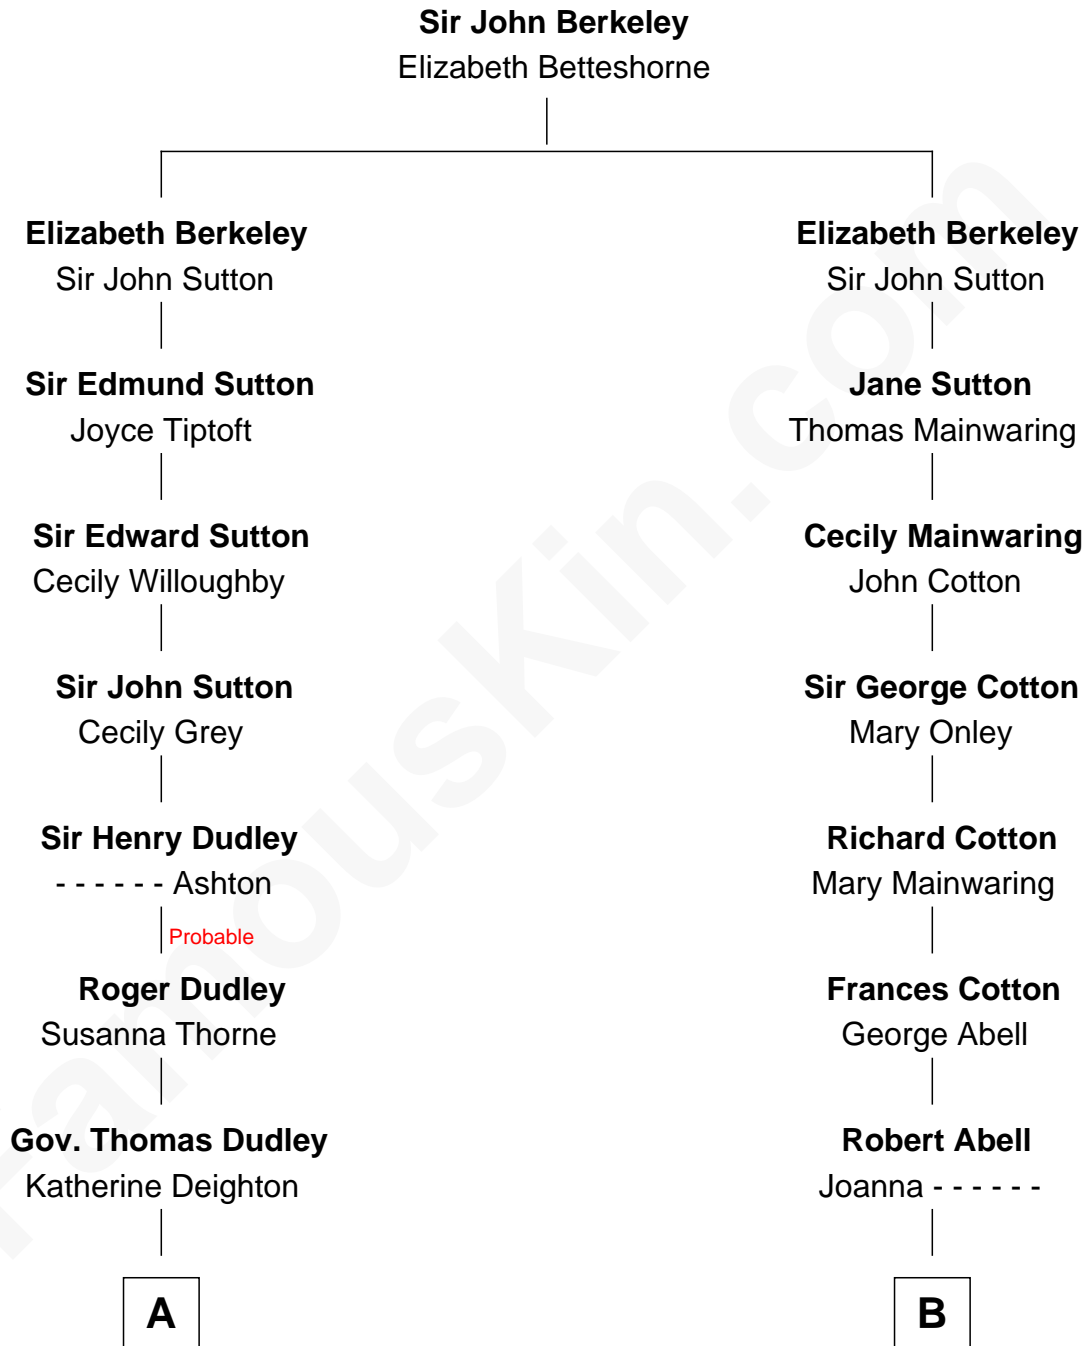 Sir John Berkeley
Elizabeth Betteshorne
Elizabeth Berkeley
Sir John Sutton
Elizabeth Berkeley
Sir John Sutton
Sir Edmund Sutton
Joyce Tiptoft
Jane Sutton
Thomas Mainwaring
Sir Edward Sutton
Cecily Willoughby
Cecily Mainwaring
John Cotton
Sir John Sutton
Cecily Grey
Sir George Cotton
Mary Onley
Sir Henry Dudley
- - - - - - Ashton
Richard Cotton
Mary Mainwaring
Probable
Roger Dudley
Susanna Thorne
Frances Cotton
George Abell
Gov. Thomas Dudley
Katherine Deighton
Robert Abell
Joanna - - - - - -
A
B
FamousKin.com